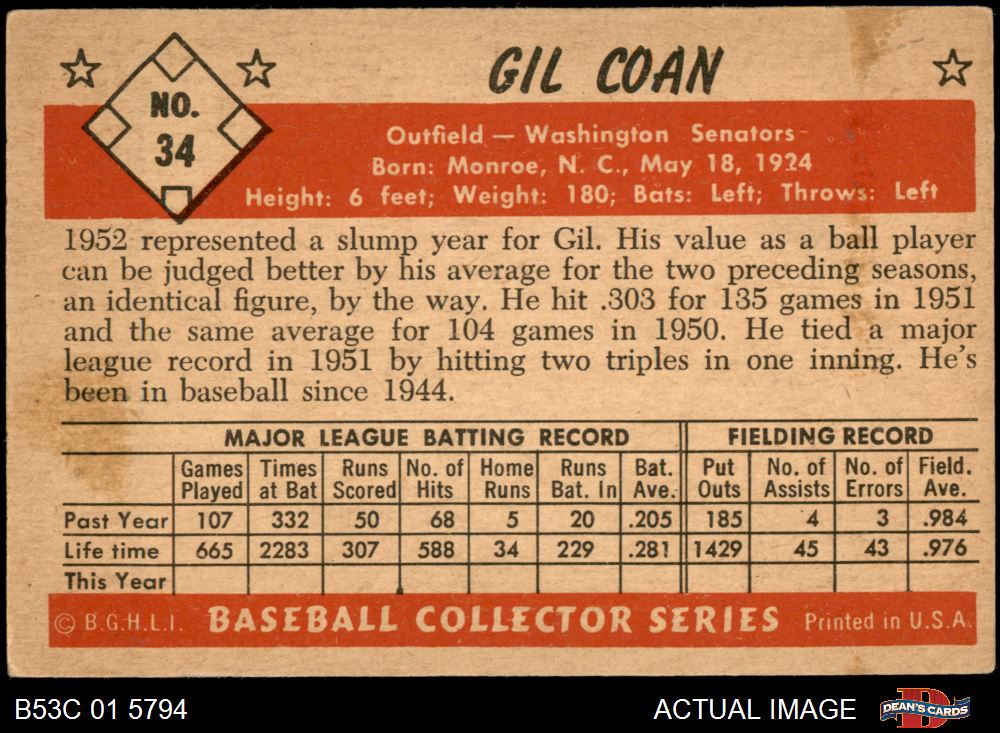 GIL COAN
NO.
34
Outfield — Washington Senators
Born: Monroe, N. C., May 18, 1924
Height: 6 feet; Weight: 180; Bats: Left; Throws: Left
1952 represented a slump year for Gil. His value as a ball player
can be judged better by his average for the two preceding seasons,
an identical figure, by the way. He hit .303 for 135 games in 1951
and the same average for 104 games in 1950. He tied a major
league record in 1951 by hitting two triples in one inning. He's
been in baseball since 1944.
MAJOR LEAGUE BATTING RECORD FIELDING RECORD
Games Times Runs No. of Home Runs Bat. Put No. of No. of Field.
Played at Bat Scored Hits Runs Bat. In Ave. Outs Assists Errors Ave.
Past Year 107 332 50 68 5 20 .205 185 4 3 .984
Life time 665 2283 307 588 34 229 .281 1429 45 43 .976
This Year
© B.G.H.L.I. BASEBALL COLLECTOR SERIES Printed in U.S.A.
B53C 01 5794 ACTUAL IMAGE DEAN'S CARDS